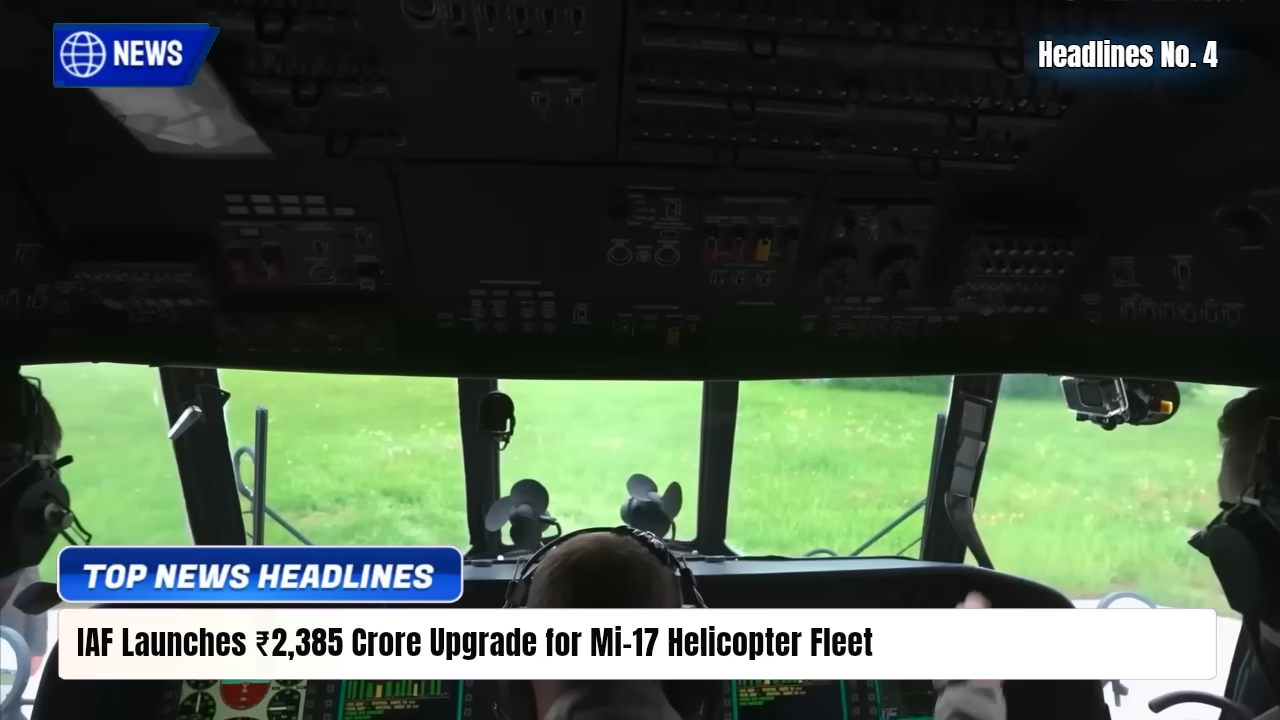 NEWS
Headlines No. 4
TOP NEWS HEADLINES
IAF Launches ₹2,385 Crore Upgrade for Mi-17 Helicopter Fleet